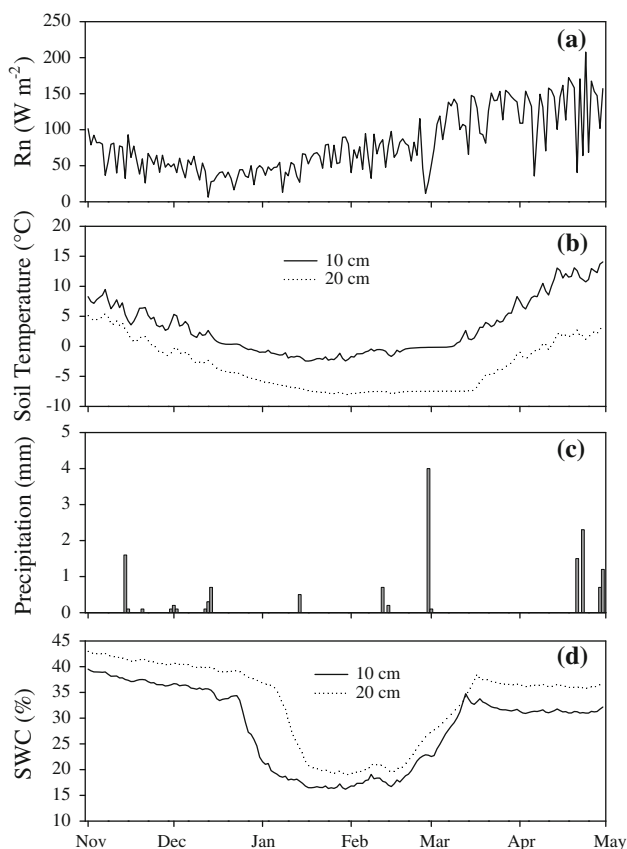 (a)
Rn (W m-2)
250
200
150
100
50
0
(b)
Soil Temperature (°C)
20
15
10
5
0
-5
-10
10 cm
20 cm
(c)
Precipitation (mm)
5
4
3
2
1
0
(d)
SWC (%)
45
40
35
30
25
20
15
10
10 cm
20 cm
Nov Dec Jan Feb Mar Apr May